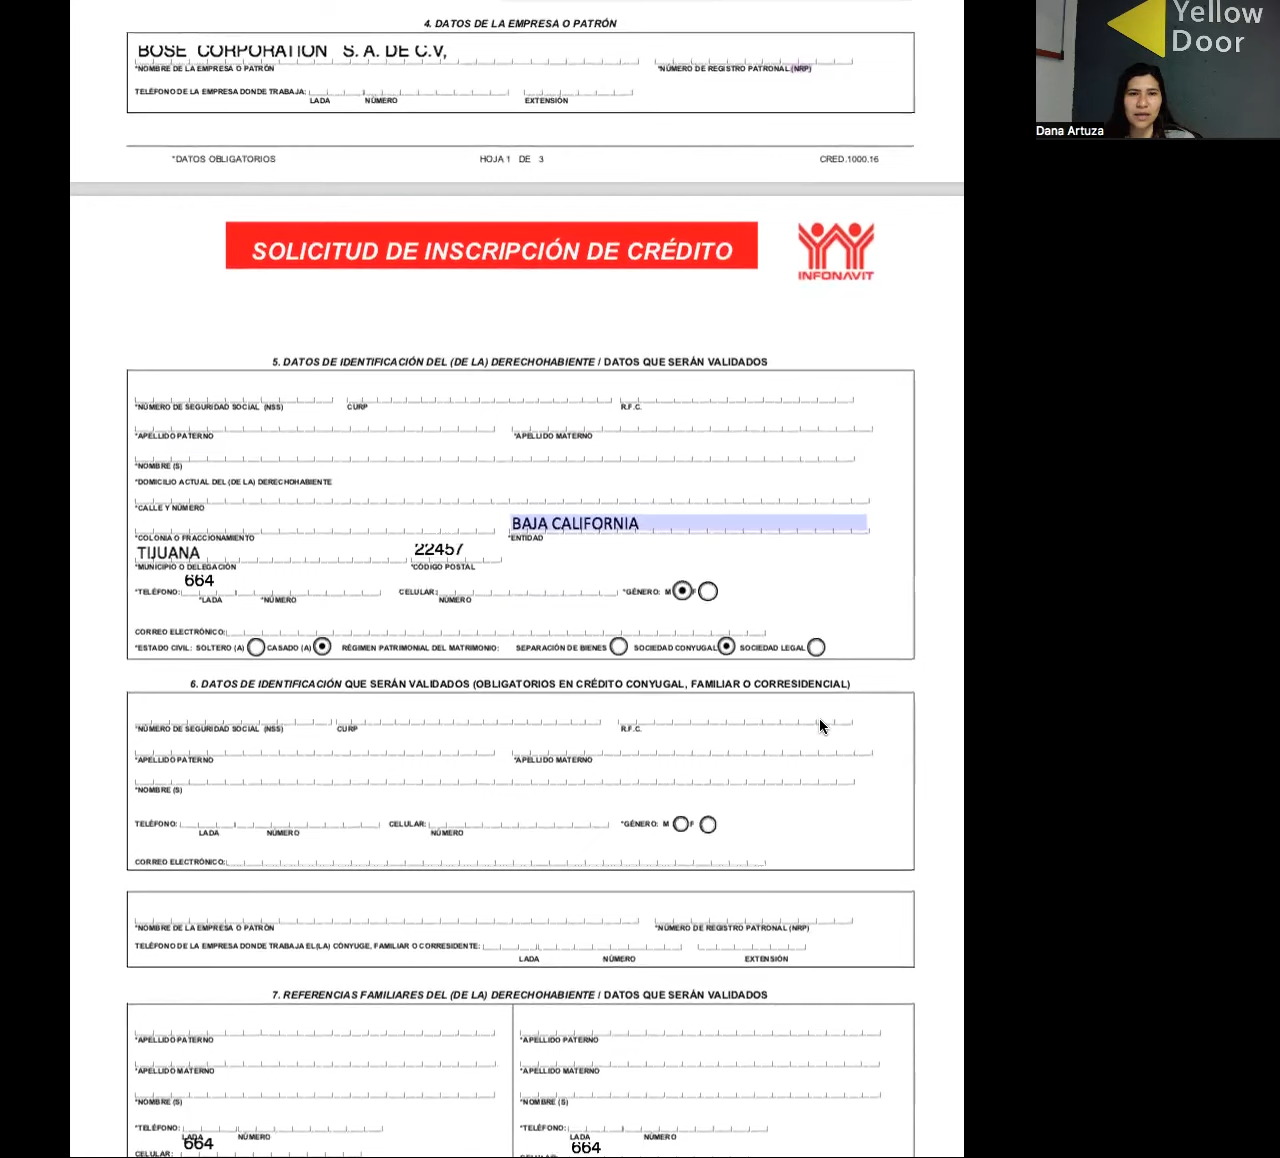 4. DATOS DE LA EMPRESA O PATRÓN
BOSE CORPORATION S. A. DE C.V,
*NOMBRE DE LA EMPRESA O PATRÓN *NÚMERO DE REGISTRO PATRONAL (NRP)
TELÉFONO DE LA EMPRESA DONDE TRABAJA:
LADA NÚMERO EXTENSIÓN
*DATOS OBLIGATORIOS HOJA 1 DE 3 CRED.1000.16
Yellow
Door
Dana Artuza
SOLICITUD DE INSCRIPCIÓN DE CRÉDITO
INFONAVIT
5. DATOS DE IDENTIFICACIÓN DEL (DE LA) DERECHOHABIENTE / DATOS QUE SERÁN VALIDADOS
*NÚMERO DE SEGURIDAD SOCIAL (NSS) CURP R.F.C.
*APELLIDO PATERNO *APELLIDO MATERNO
*NOMBRE (S)
*DOMICILIO ACTUAL DEL (DE LA) DERECHOHABIENTE
*CALLE Y NÚMERO
BAJA CALIFORNIA
*COLONIA O FRACCIONAMIENTO *ENTIDAD
TIJUANA 22457
*MUNICIPIO O DELEGACIÓN *CÓDIGO POSTAL
664
*TELÉFONO: CELULAR: *GÉNERO: M F
*LADA *NÚMERO NÚMERO
CORREO ELECTRÓNICO:
*ESTADO CIVIL: SOLTERO (A) CASADO (A) RÉGIMEN PATRIMONIAL DEL MATRIMONIO: SEPARACIÓN DE BIENES SOCIEDAD CONYUGAL SOCIEDAD LEGAL
6. DATOS DE IDENTIFICACIÓN QUE SERÁN VALIDADOS (OBLIGATORIOS EN CRÉDITO CONYUGAL, FAMILIAR O CORRESIDENCIAL)
*NÚMERO DE SEGURIDAD SOCIAL (NSS) CURP R.F.C.
*APELLIDO PATERNO *APELLIDO MATERNO
*NOMBRE (S)
TELÉFONO: CELULAR: *GÉNERO: M F
LADA NÚMERO NÚMERO
CORREO ELECTRÓNICO:
*NOMBRE DE LA EMPRESA O PATRÓN *NÚMERO DE REGISTRO PATRONAL (NRP)
TELÉFONO DE LA EMPRESA DONDE TRABAJA EL(LA) CÓNYUGE, FAMILIAR O CORRESIDENTE:
LADA NÚMERO EXTENSIÓN
7. REFERENCIAS FAMILIARES DEL (DE LA) DERECHOHABIENTE / DATOS QUE SERÁN VALIDADOS
*APELLIDO PATERNO *APELLIDO PATERNO
*APELLIDO MATERNO *APELLIDO MATERNO
*NOMBRE (S) *NOMBRE (S)
*TELÉFONO: *TELÉFONO:
LADA NÚMERO LADA NÚMERO
664 664
CELULAR: CELULAR: